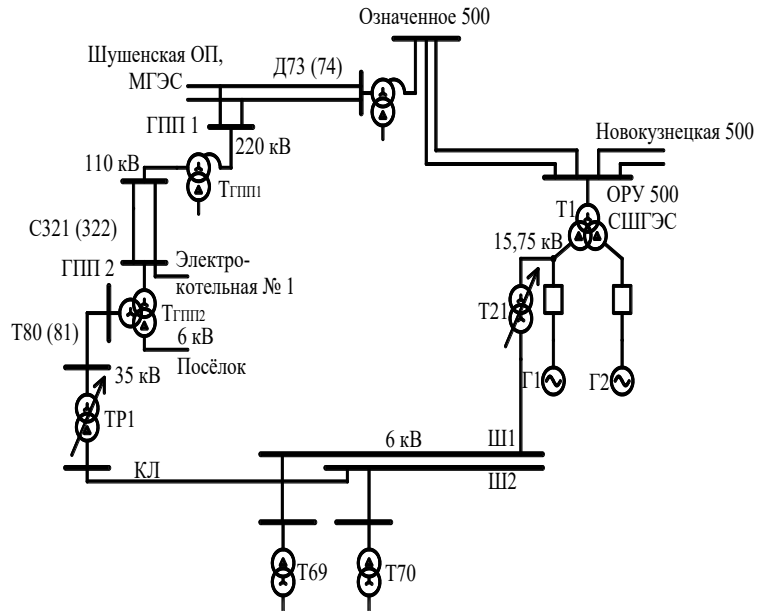 Означенное 500
Шушенская ОП,
МГЭС
Д73 (74)
ГПП 1
220 кВ
Новокузнецкая 500
110 кВ
ТГПП1
ОРУ 500
СШГЭС
Т1
15,75 кВ
С321 (322)
Электро-
котельная № 1
ГПП 2
ТГПП2
Т21
Т80 (81)
6 кВ
Посёлок
35 кВ
Г1
Г2
ТР1
6 кВ
Ш1
КЛ
Ш2
Т69
Т70